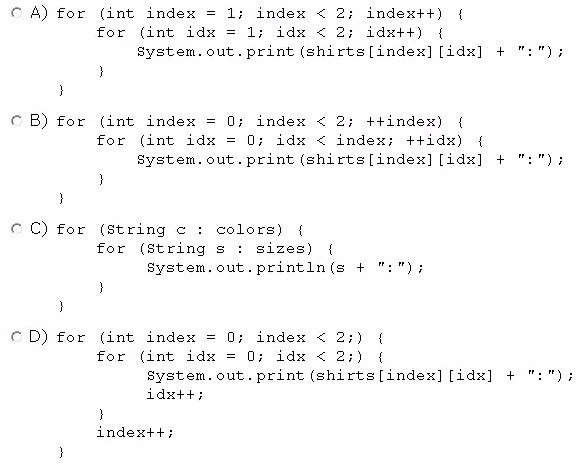 A) for (int index = 1; index < 2; index++) {
for (int idx = 1; idx < 2; idx++) {
System.out.print(shirts[index][idx] + ":");
}
}
B) for (int index = 0; index < 2; ++index) {
for (int idx = 0; idx < index; ++idx) {
System.out.print(shirts[index][idx] + ":");
}
}
C) for (String c : colors) {
for (String s : sizes) {
System.out.println(s + ":");
}
}
D) for (int index = 0; index < 2;) {
for (int idx = 0; idx < 2;) {
System.out.print(shirts[index][idx] + ":");
idx++;
}
index++;
}